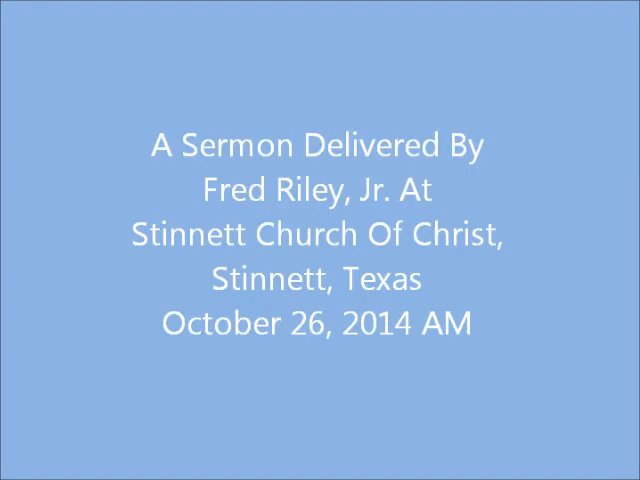 A Sermon Delivered By
Fred Riley, Jr. At
Stinnett Church Of Christ,
Stinnett, Texas
October 26, 2014 AM